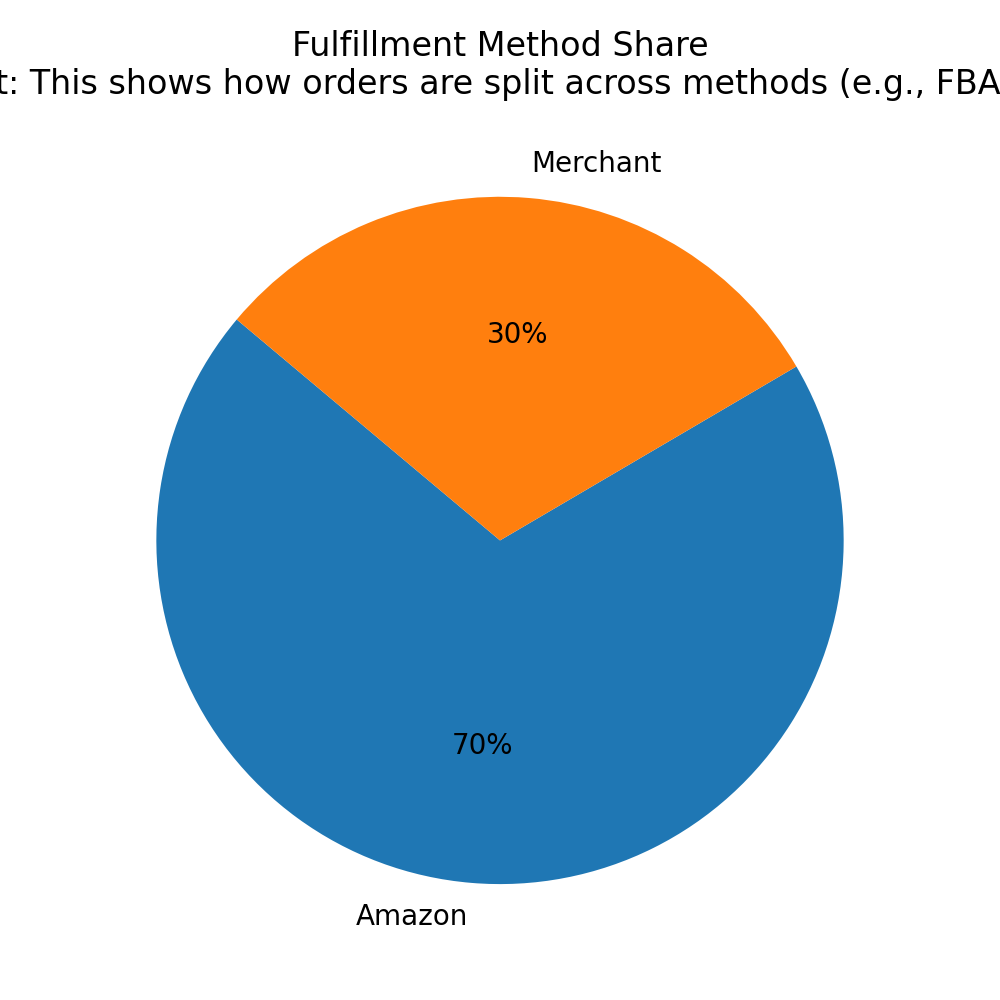 Fulfillment Method Share
t: This shows how orders are split across methods (e.g., FBA
Merchant
30%
70%
Amazon